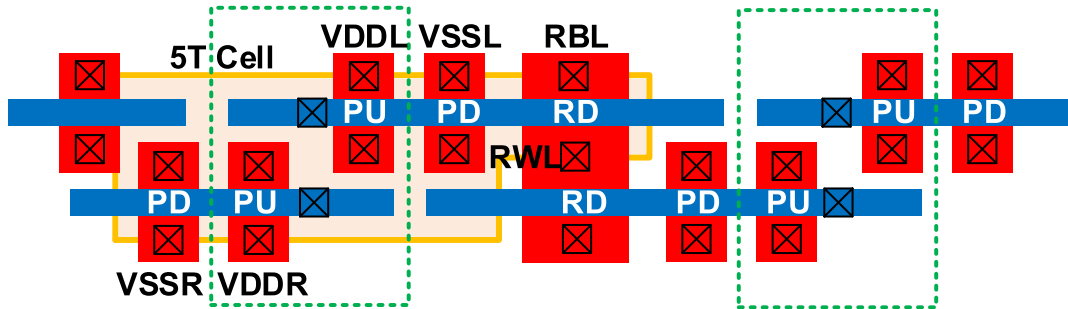 VDDL VSSL RBL
5T Cell
PU PD RD PU PD
RWL
PD PU RD PD PU
VSSR VDDR